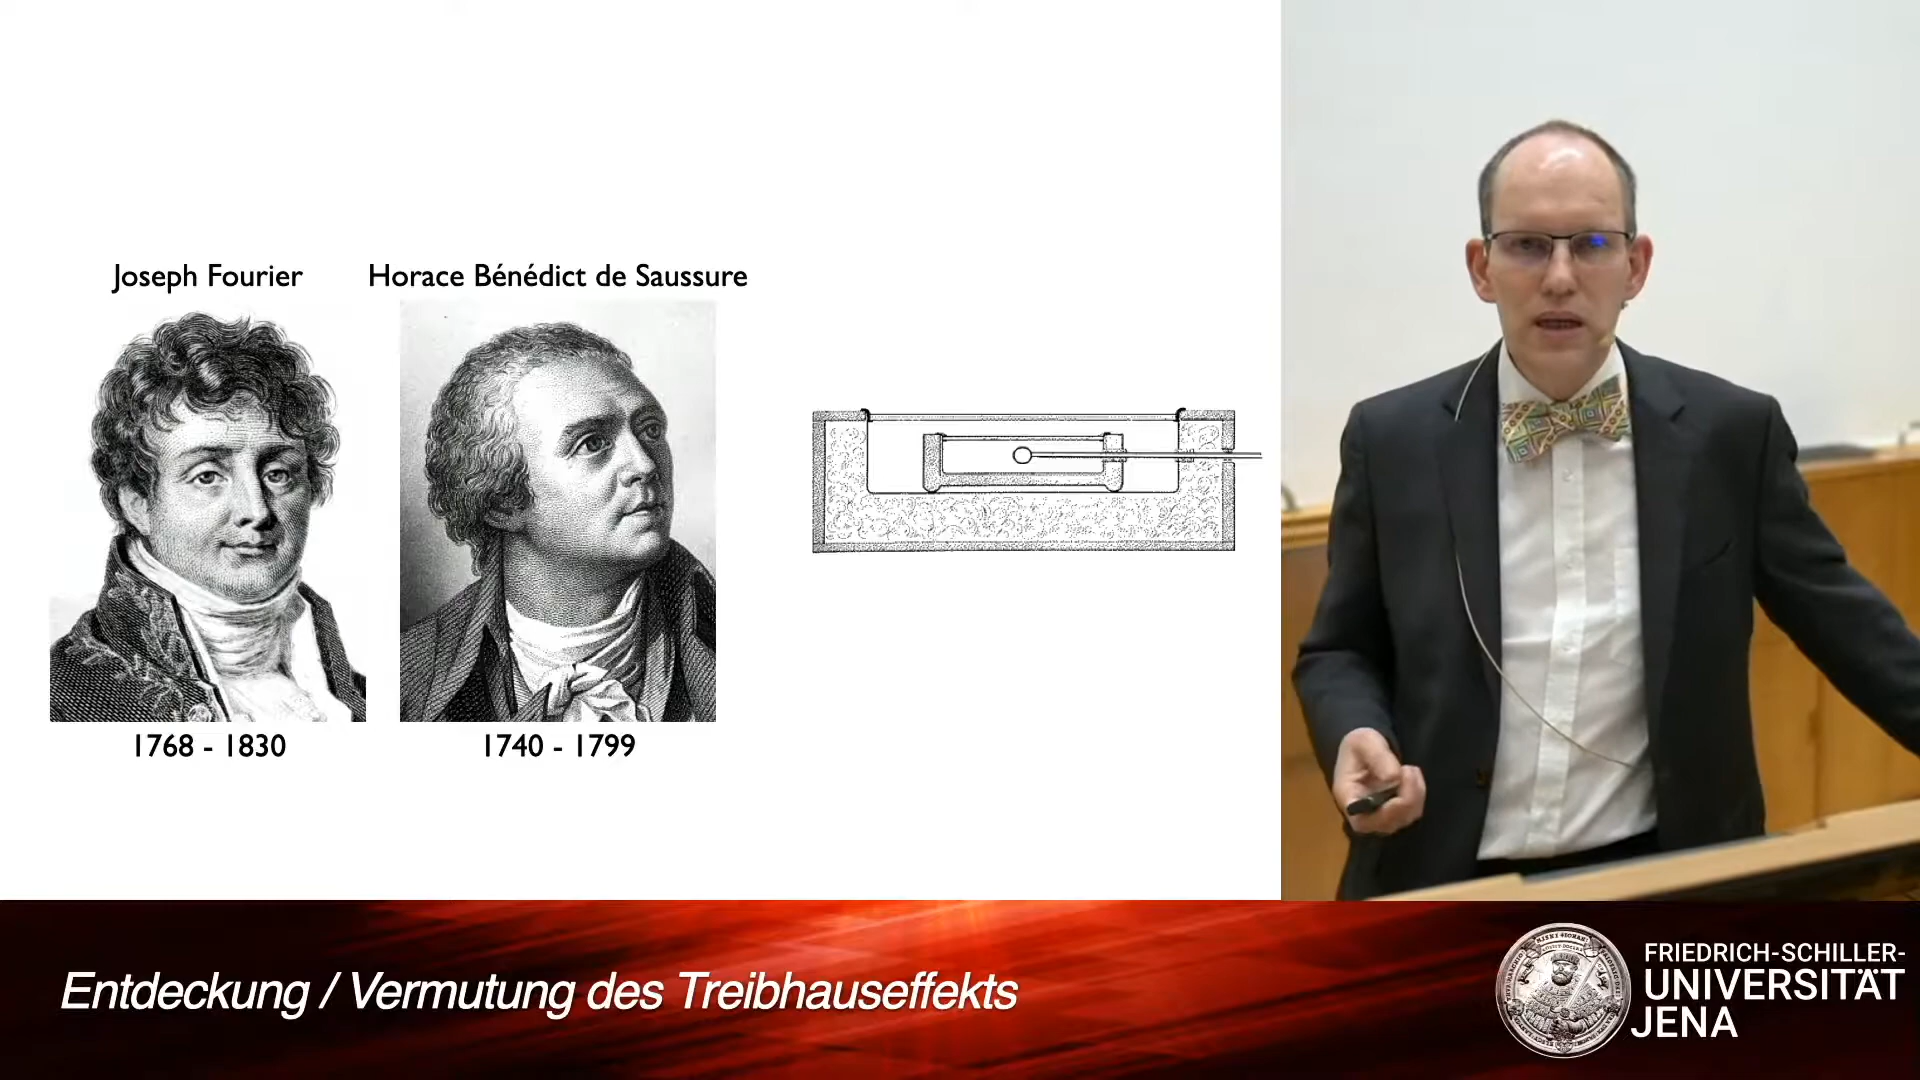 Joseph Fourier
Horace Bénédict de Saussure
1768 - 1830
1740 - 1799
Entdeckung / Vermutung des Treibhauseffekts
FRIEDRICH-SCHILLER-
UNIVERSITÄT
JENA